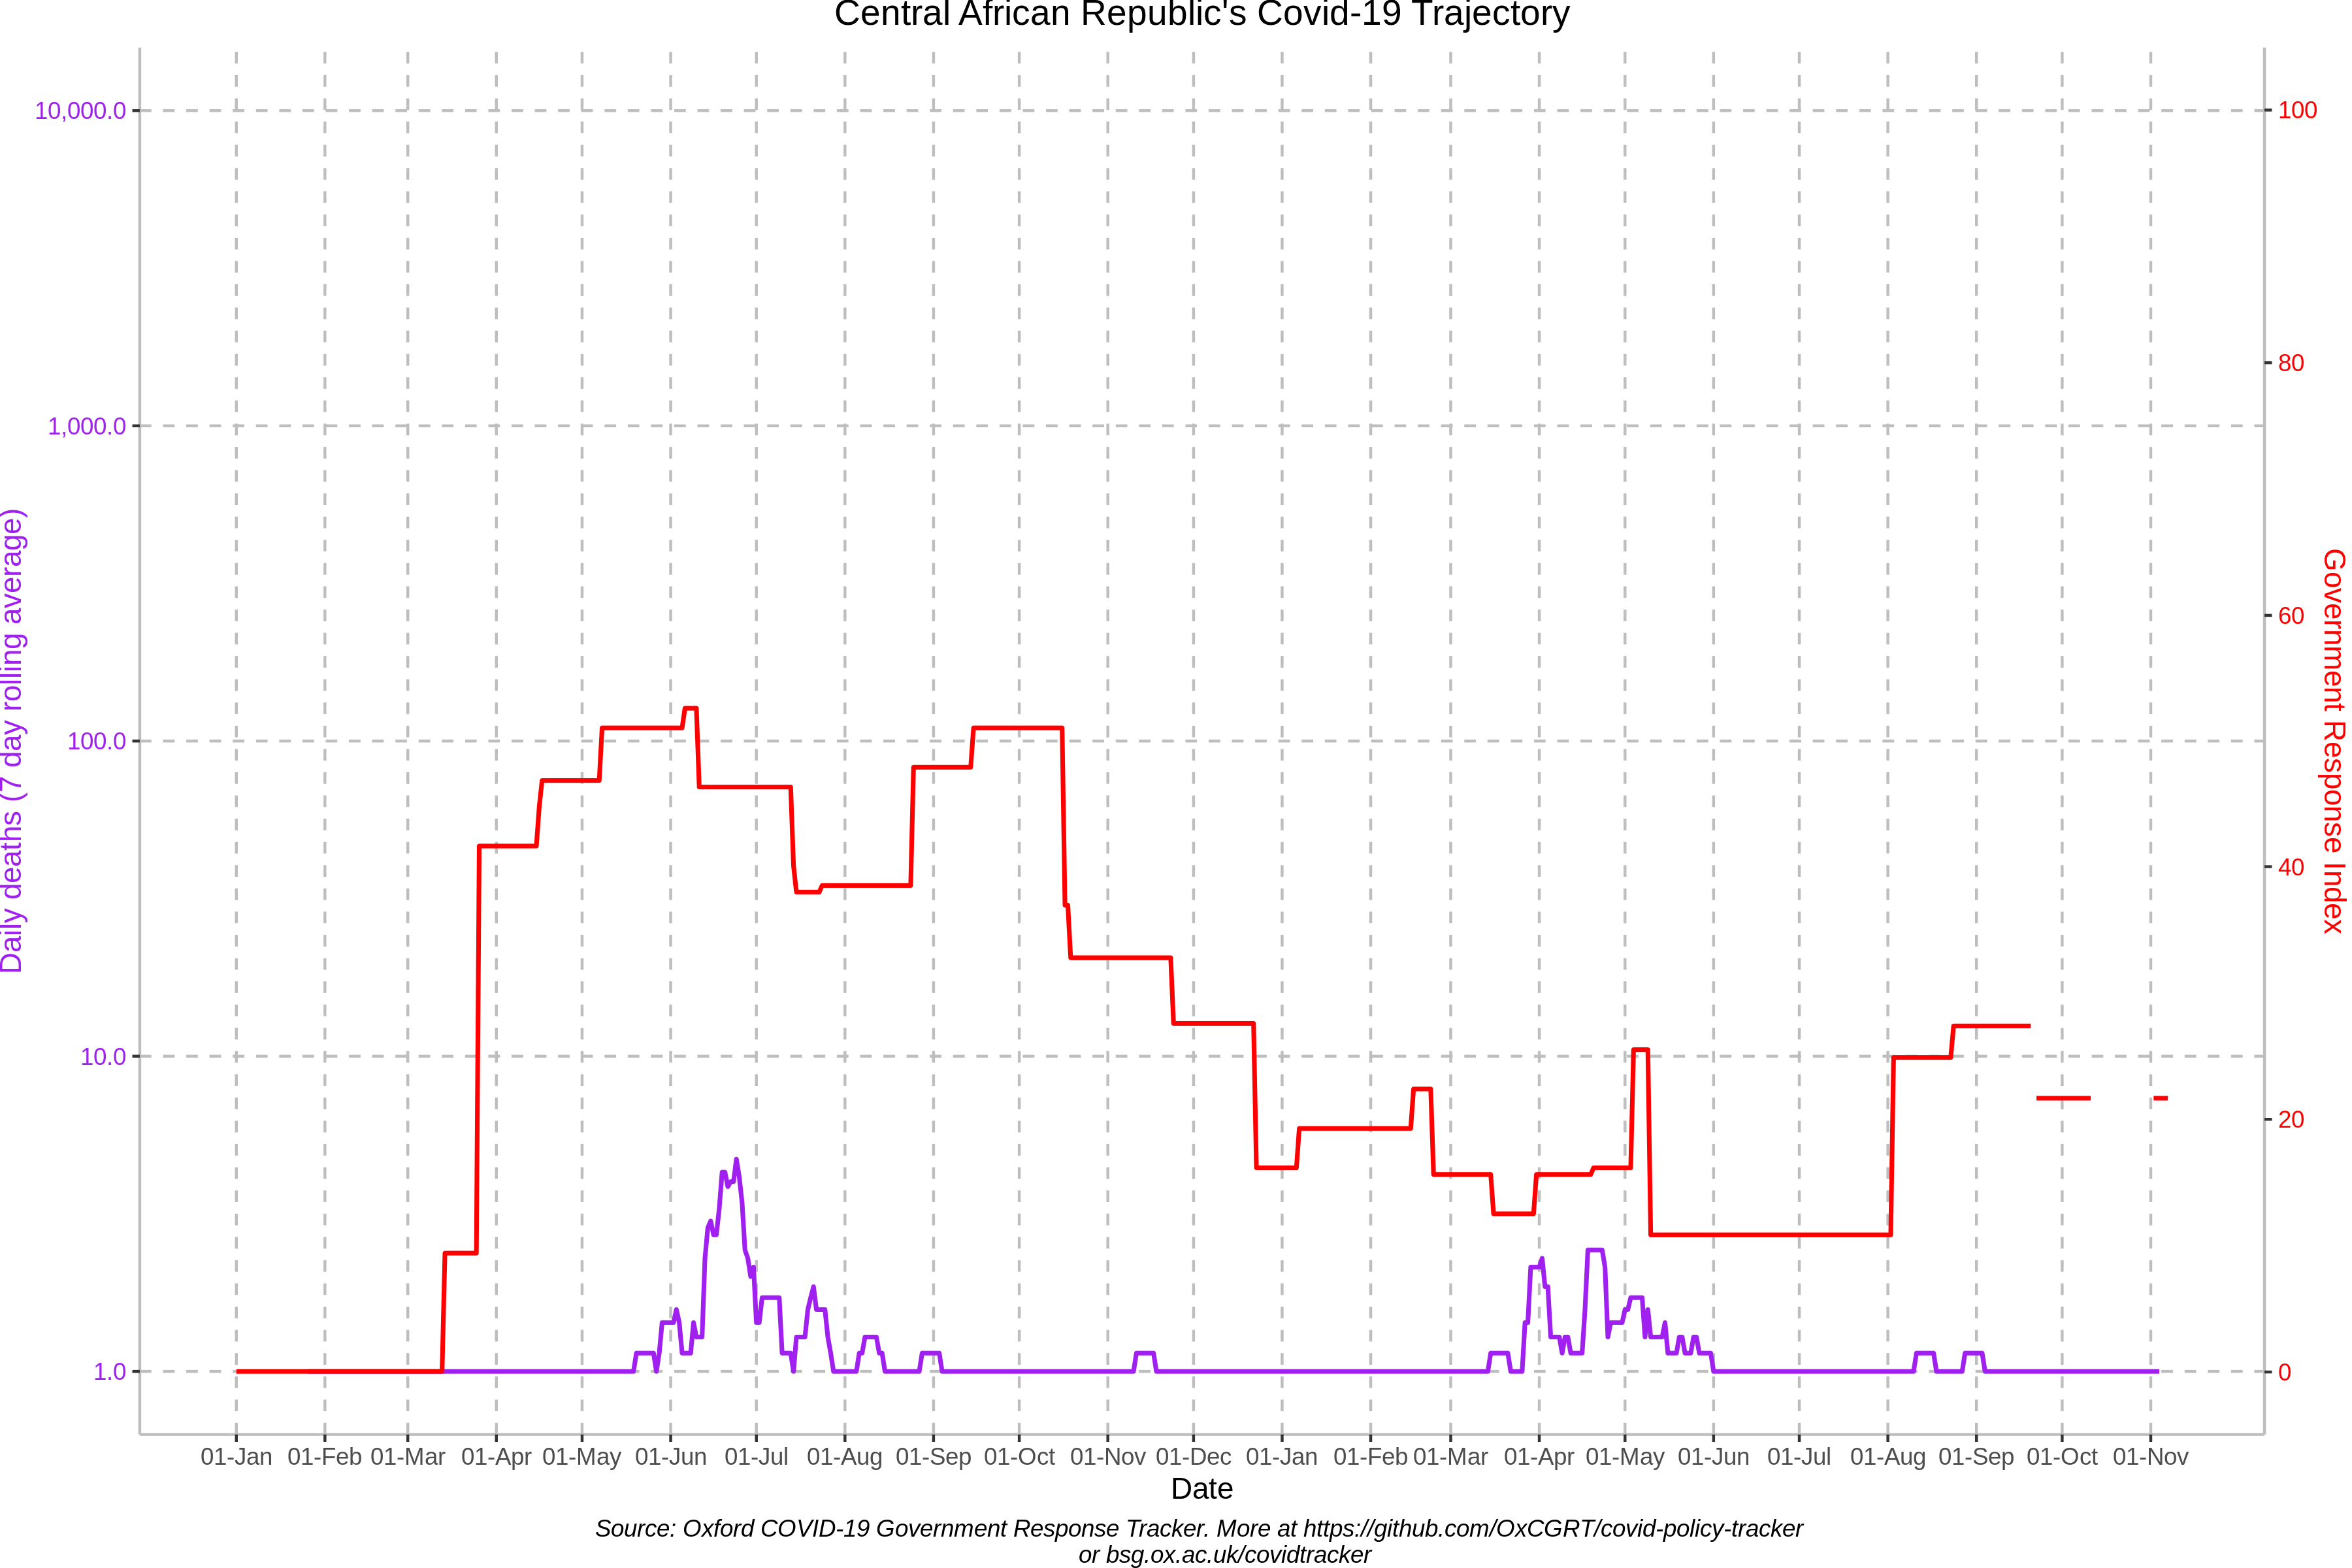 Central African Republic's Covid-19 Trajectory
10,000.0
1,000.0
100.0
10.0
1.0
Daily deaths (7 day rolling average)
100
80
60
40
20
0
Government Response Index
01-Jan 01-Feb 01-Mar 01-Apr 01-May 01-Jun 01-Jul 01-Aug 01-Sep 01-Oct 01-Nov 01-Dec 01-Jan 01-Feb 01-Mar 01-Apr 01-May 01-Jun 01-Jul 01-Aug 01-Sep 01-Oct 01-Nov
Date
Source: Oxford COVID-19 Government Response Tracker. More at https://github.com/OxCGRT/covid-policy-tracker
or bsg.ox.ac.uk/covidtracker